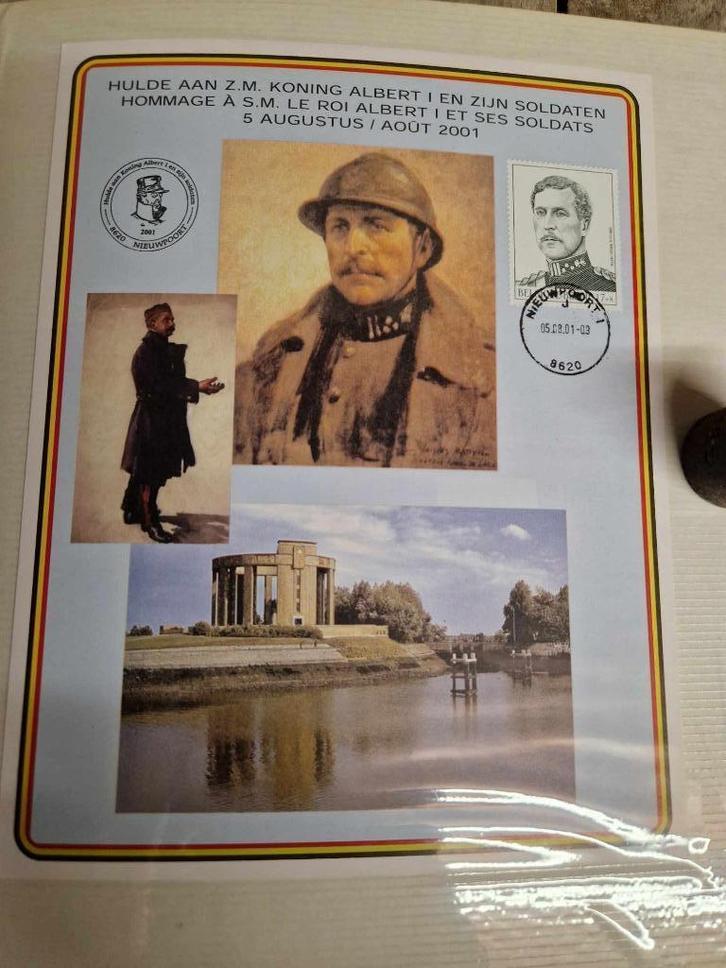 HULDE AAN Z.M. KONING ALBERT I EN ZIJN SOLDATEN
HOMMAGE À S.M. LE ROI ALBERT I ET SES SOLDATS
5 AUGUSTUS / AOÛT 2001
Hulde aan Koning Albert I en zijn soldaten
2001
8620 NIEUWPOORT
NIEUWPOORT 1
J
05.08.01-09
8620